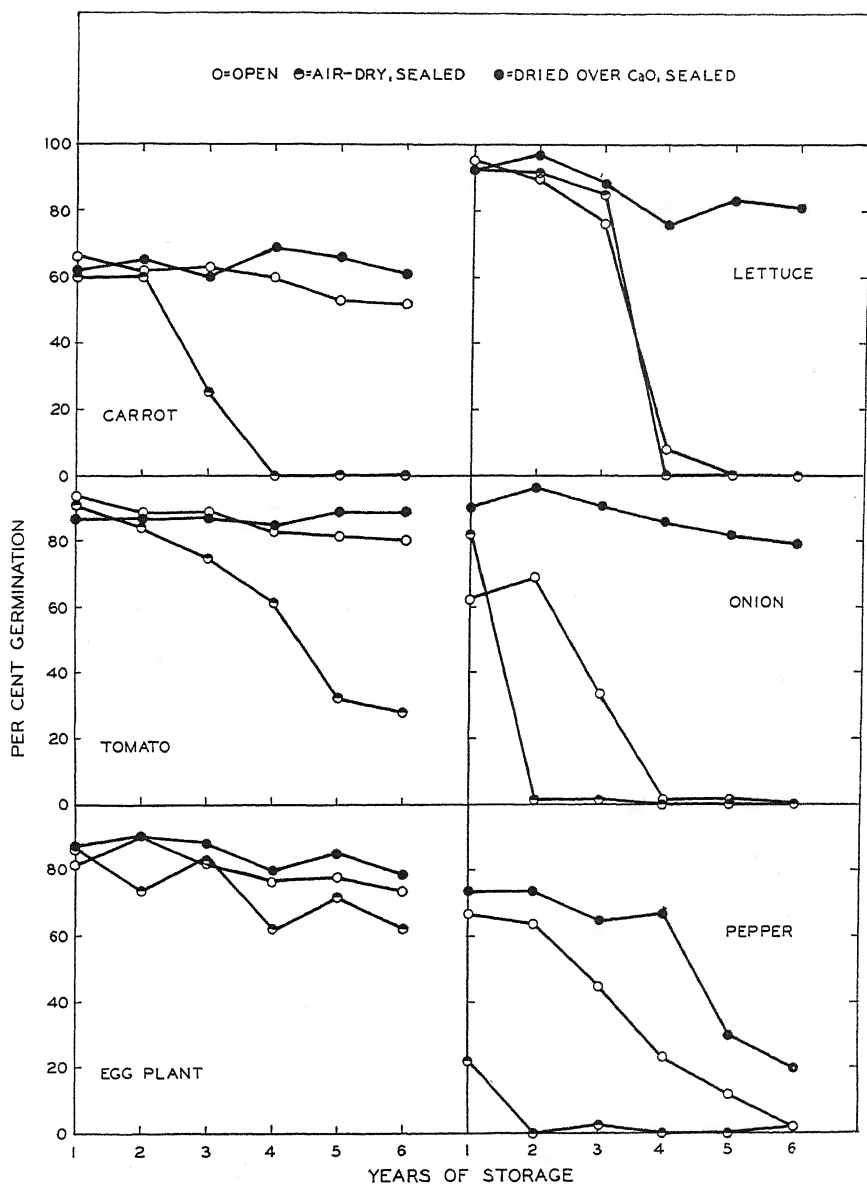 O=OPEN ◓=AIR-DRY, SEALED ●=DRIED OVER CaO, SEALED
100
80
60
40
20
0
CARROT
LETTUCE
80
60
40
20
0
TOMATO
ONION
80
60
40
20
0
EGG PLANT
PEPPER
PER CENT GERMINATION
1 2 3 4 5 6 1 2 3 4 5 6
YEARS OF STORAGE